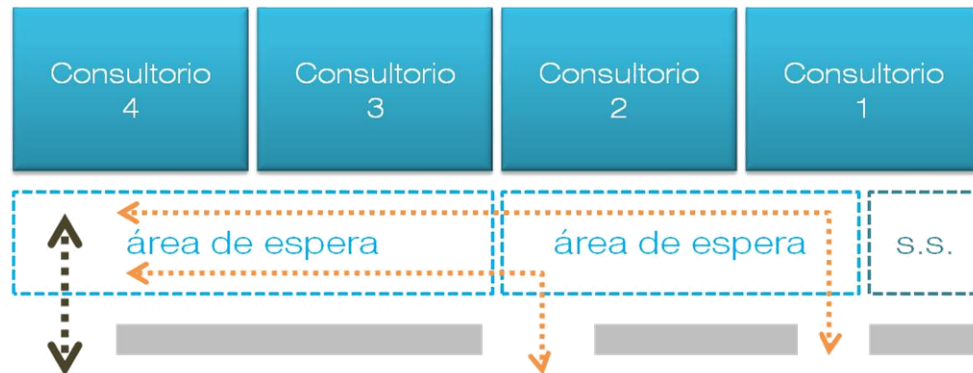 Consultorio
4
Consultorio
3
Consultorio
2
Consultorio
1
área de espera
área de espera
s.s.